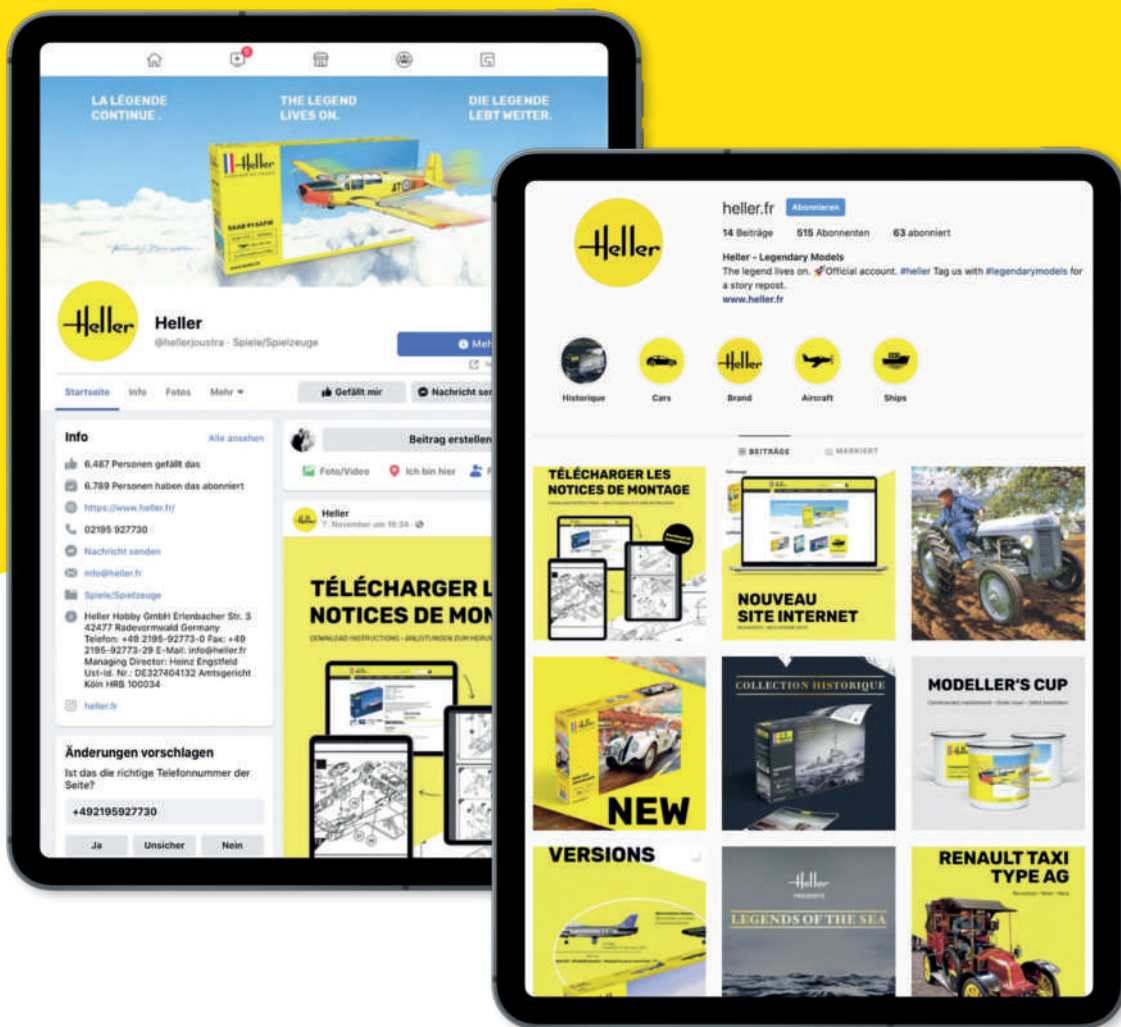 5
LA LÉGENDE
CONTINUE.
THE LEGEND
LIVES ON.
DIE LEGENDE
LEBT WEITER.
Heller
SAAB 91 SAFIR
AT
Heller
Heller
@hellerjoustra · Spiele/Spielzeuge
Startseite
Info
Fotos
Mehr
Gefällt mir
Info
Alle ansehen
6.487 Personen gefällt das
6.789 Personen haben das abonniert
https://www.heller.fr/
02195 927730
Nachricht senden
info@heller.fr
Spiele/Spielzeuge
Heller Hobby GmbH Erlenbacher Str. 3
42477 Radevormwald Germany
Telefon: +49 2195-92773-0 Fax: +49
2195-92773-29 E-Mail: info@heller.fr
Managing Director: Heinz Engstfeld
Ust-Id. Nr.: DE327404132 Amtsgericht
Köln HRB 100034
heller.fr
Änderungen vorschlagen
Ist das die richtige Telefonnummer der
Seite?
+492195927730
Ja
Unsicher
Nein
Beitrag erstellen
Foto/Video
Ich bin hier
Heller
7. November um 19:34
TÉLÉCHARGER L
NOTICES DE MON
Heller
heller.fr
Abonnieren
14 Beiträge
515 Abonnenten
63 abonniert
Heller - Legendary Models
The legend lives on. Official account. #heller Tag us with #legendarymodels for
a story repost.
www.heller.fr
Historique
Cars
Heller
Brand
Aircraft
Ships
BEITRÄGE
MARKIERT
TÉLÉCHARGER LES
NOTICES DE MONTAGE
NOUVEAU
SITE INTERNET
Heller
NEW
COLLECTION HISTORIQUE
MODELLER'S CUP
VERSIONS
Heller
PRESENTS
LEGENDS OF THE SEA
RENAULT TAXI
TYPE AG